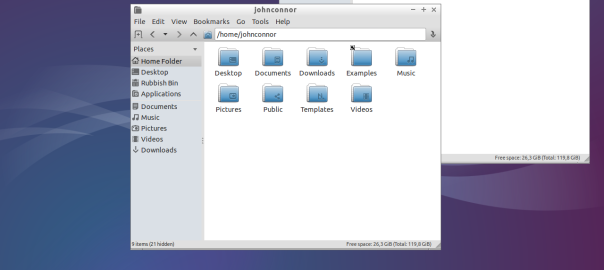 johnconnor
File Edit View Bookmarks Go Tools Help
/home/johnconnor
Places
Home Folder
Desktop
Rubbish Bin
Applications
Documents
Music
Pictures
Videos
Downloads
Desktop Documents Downloads Examples Music
Pictures Public Templates Videos
9 items (21 hidden) Free space: 26,3 GiB (Total: 119,8 GiB)
Free space: 26,3 GiB (Total: 119,8 GiB)